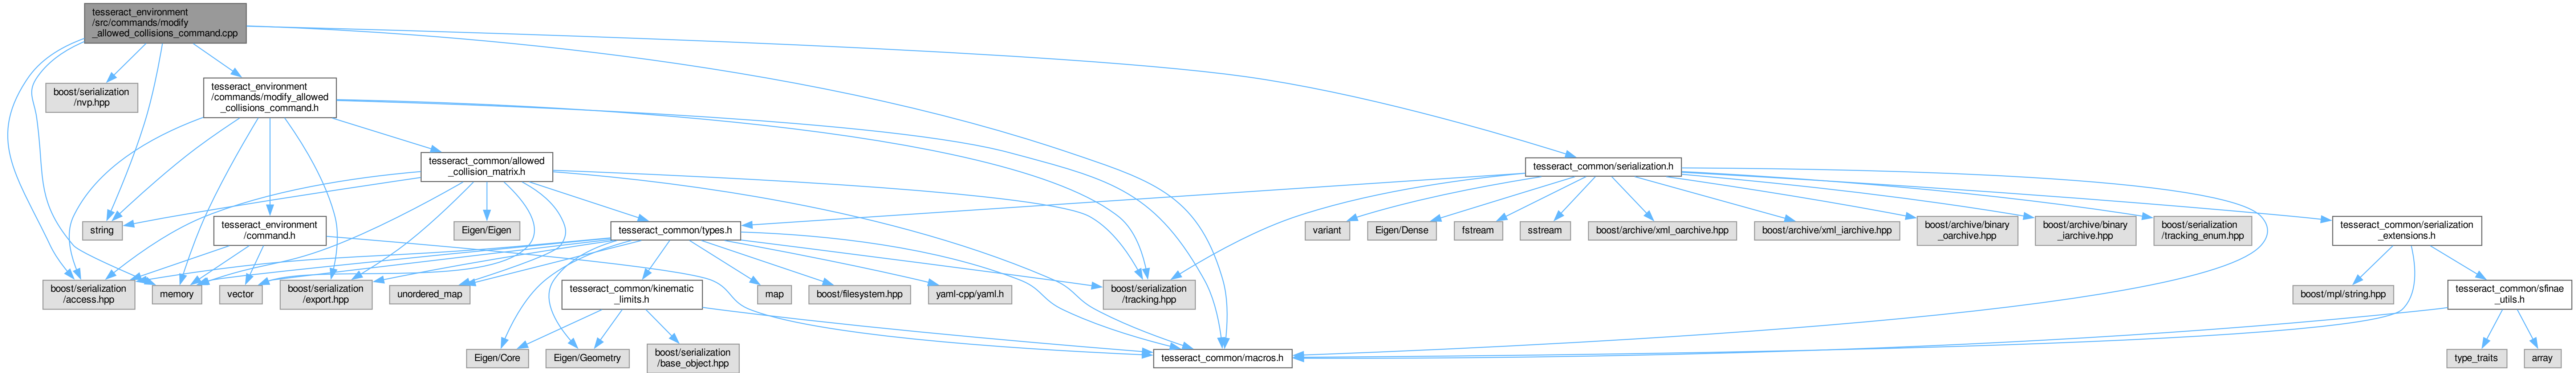 tesseract_environment
/src/commands/modify
_allowed_collisions_command.cpp
boost/serialization
/nvp.hpp
tesseract_environment
/commands/modify_allowed
_collisions_command.h
tesseract_common/allowed
_collision_matrix.h
tesseract_common/serialization.h
string
tesseract_environment
/command.h
Eigen/Eigen
tesseract_common/types.h
variant
Eigen/Dense
fstream
sstream
boost/archive/xml_oarchive.hpp
boost/archive/xml_iarchive.hpp
boost/archive/binary
_oarchive.hpp
boost/archive/binary
_iarchive.hpp
boost/serialization
/tracking_enum.hpp
tesseract_common/serialization
_extensions.h
boost/serialization
/access.hpp
memory
vector
boost/serialization
/export.hpp
unordered_map
tesseract_common/kinematic
_limits.h
map
boost/filesystem.hpp
yaml-cpp/yaml.h
boost/serialization
/tracking.hpp
boost/mpl/string.hpp
tesseract_common/sfinae
_utils.h
Eigen/Core
Eigen/Geometry
boost/serialization
/base_object.hpp
tesseract_common/macros.h
type_traits
array